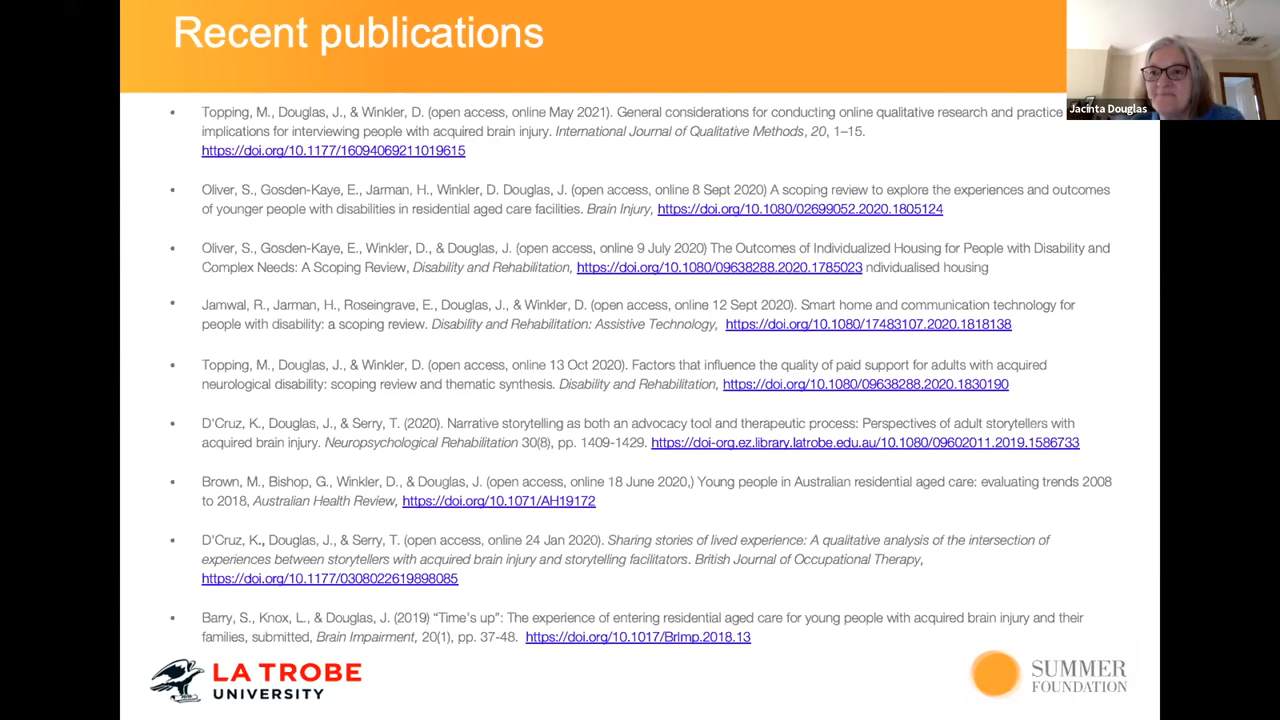 Recent publications
Jacinta Douglas
• Topping, M., Douglas, J., & Winkler, D. (open access, online May 2021). General considerations for conducting online qualitative research and practice
implications for interviewing people with acquired brain injury. International Journal of Qualitative Methods, 20, 1–15.
https://doi.org/10.1177/16094069211019615
• Oliver, S., Gosden-Kaye, E., Jarman, H., Winkler, D. Douglas, J. (open access, online 8 Sept 2020) A scoping review to explore the experiences and outcomes
of younger people with disabilities in residential aged care facilities. Brain Injury, https://doi.org/10.1080/02699052.2020.1805124
• Oliver, S., Gosden-Kaye, E., Winkler, D., & Douglas, J. (open access, online 9 July 2020) The Outcomes of Individualized Housing for People with Disability and
Complex Needs: A Scoping Review, Disability and Rehabilitation, https://doi.org/10.1080/09638288.2020.1785023 ndividualised housing
• Jamwal, R., Jarman, H., Roseingrave, E., Douglas, J., & Winkler, D. (open access, online 12 Sept 2020). Smart home and communication technology for
people with disability: a scoping review. Disability and Rehabilitation: Assistive Technology, https://doi.org/10.1080/17483107.2020.1818138
• Topping, M., Douglas, J., & Winkler, D. (open access, online 13 Oct 2020). Factors that influence the quality of paid support for adults with acquired
neurological disability: scoping review and thematic synthesis. Disability and Rehabilitation, https://doi.org/10.1080/09638288.2020.1830190
• D'Cruz, K., Douglas, J., & Serry, T. (2020). Narrative storytelling as both an advocacy tool and therapeutic process: Perspectives of adult storytellers with
acquired brain injury. Neuropsychological Rehabilitation 30(8), pp. 1409-1429. https://doi-org.ez.library.latrobe.edu.au/10.1080/09602011.2019.1586733
• Brown, M., Bishop, G., Winkler, D., & Douglas, J. (open access, online 18 June 2020,) Young people in Australian residential aged care: evaluating trends 2008
to 2018, Australian Health Review, https://doi.org/10.1071/AH19172
• D'Cruz, K., Douglas, J., & Serry, T. (open access, online 24 Jan 2020). Sharing stories of lived experience: A qualitative analysis of the intersection of
experiences between storytellers with acquired brain injury and storytelling facilitators. British Journal of Occupational Therapy,
https://doi.org/10.1177/0308022619898085
• Barry, S., Knox, L., & Douglas, J. (2019) “Time's up”: The experience of entering residential aged care for young people with acquired brain injury and their
families, submitted, Brain Impairment, 20(1), pp. 37-48. https://doi.org/10.1017/BrImp.2018.13
LA TROBE
UNIVERSITY
SUMMER
FOUNDATION